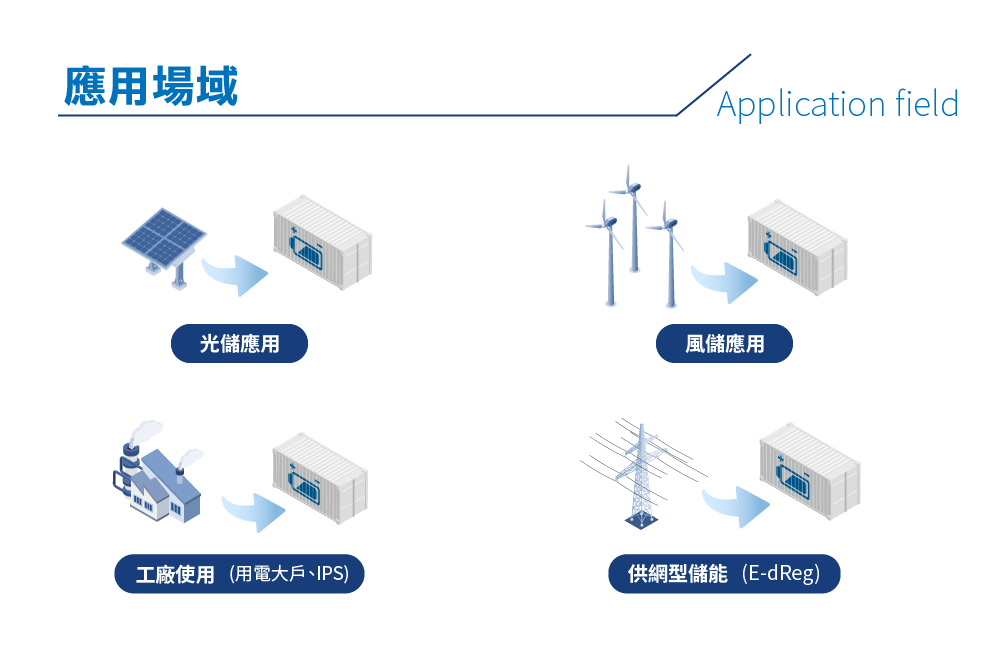 應用場域
Application field
光儲應用
風儲應用
工廠使用 (用電大戶、IPS)
供網型儲能 (E-dReg)